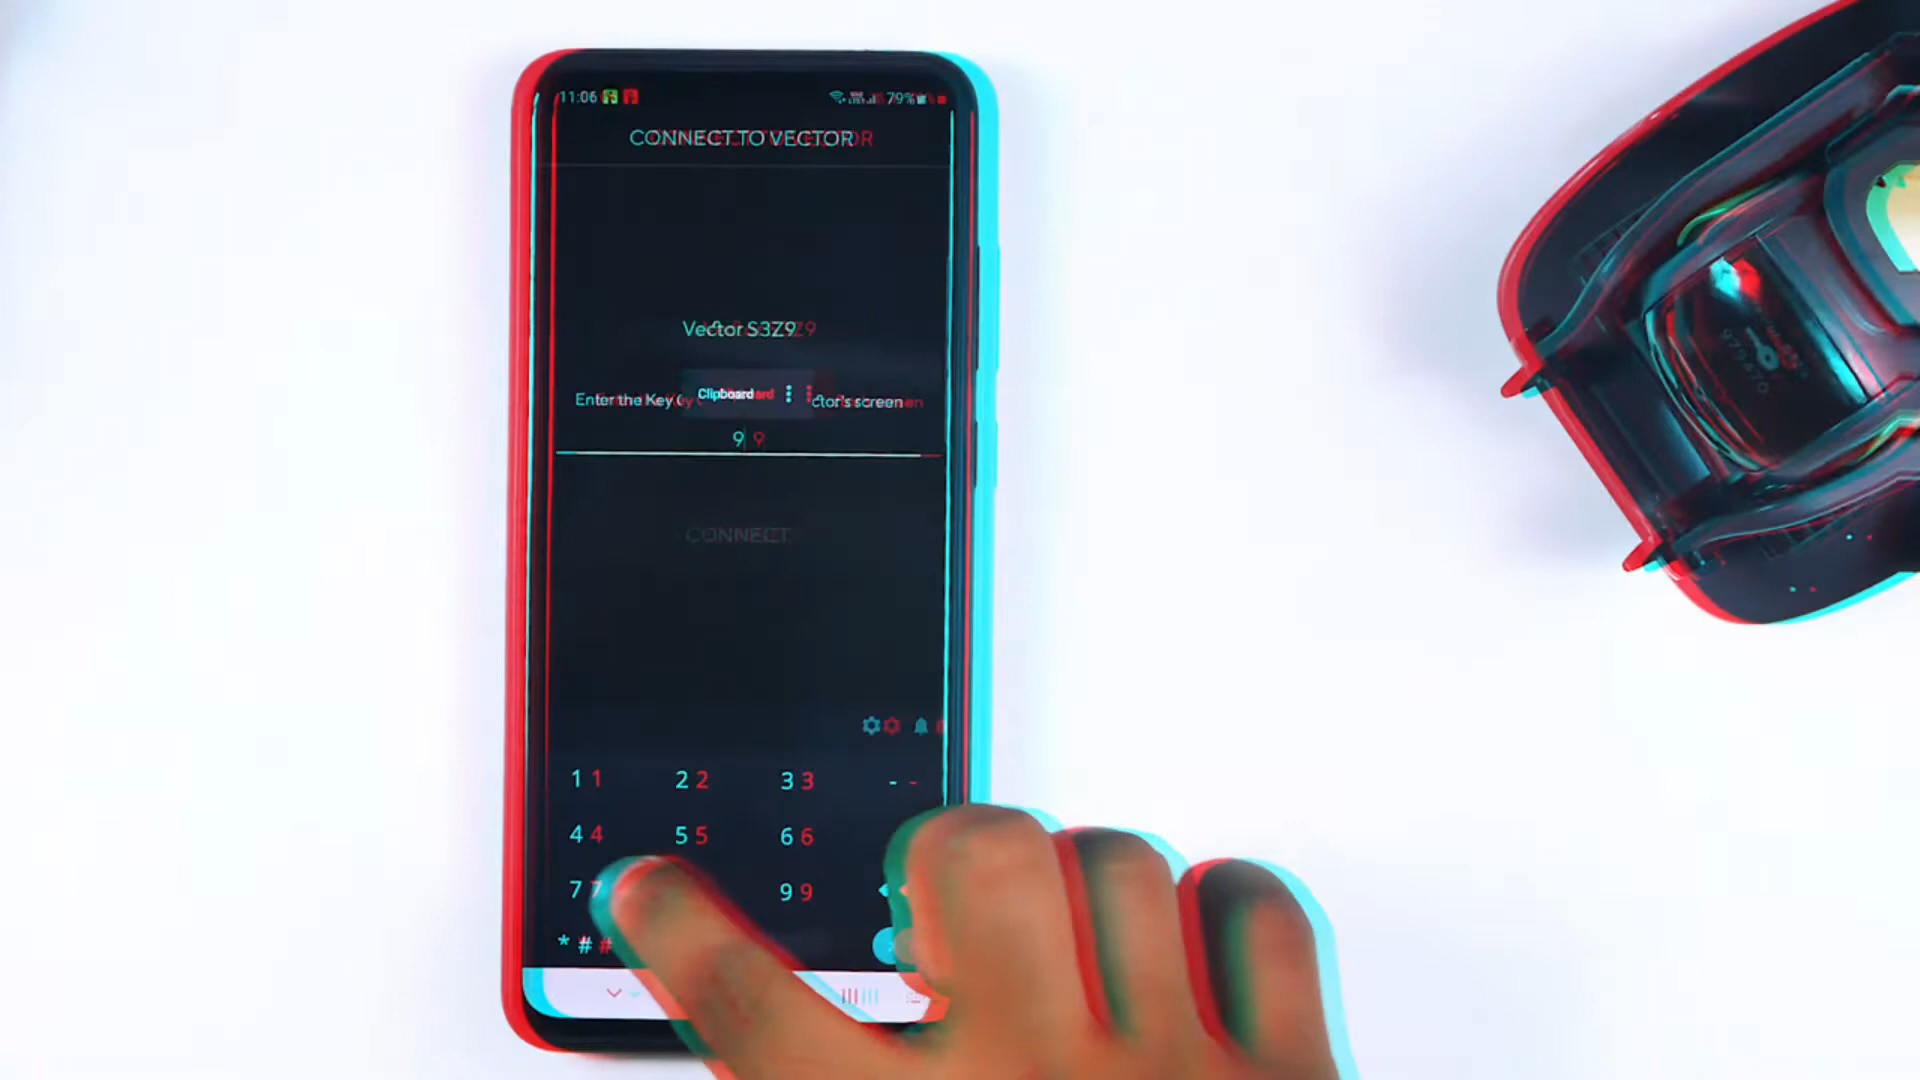 11:06 79%
CONNECT TO VECTOR
Vector S3Z9
Enter the Key Clipboard ctor's screen
9
CONNECT
1 2 3 -
4 5 6
7 9
*#
979470